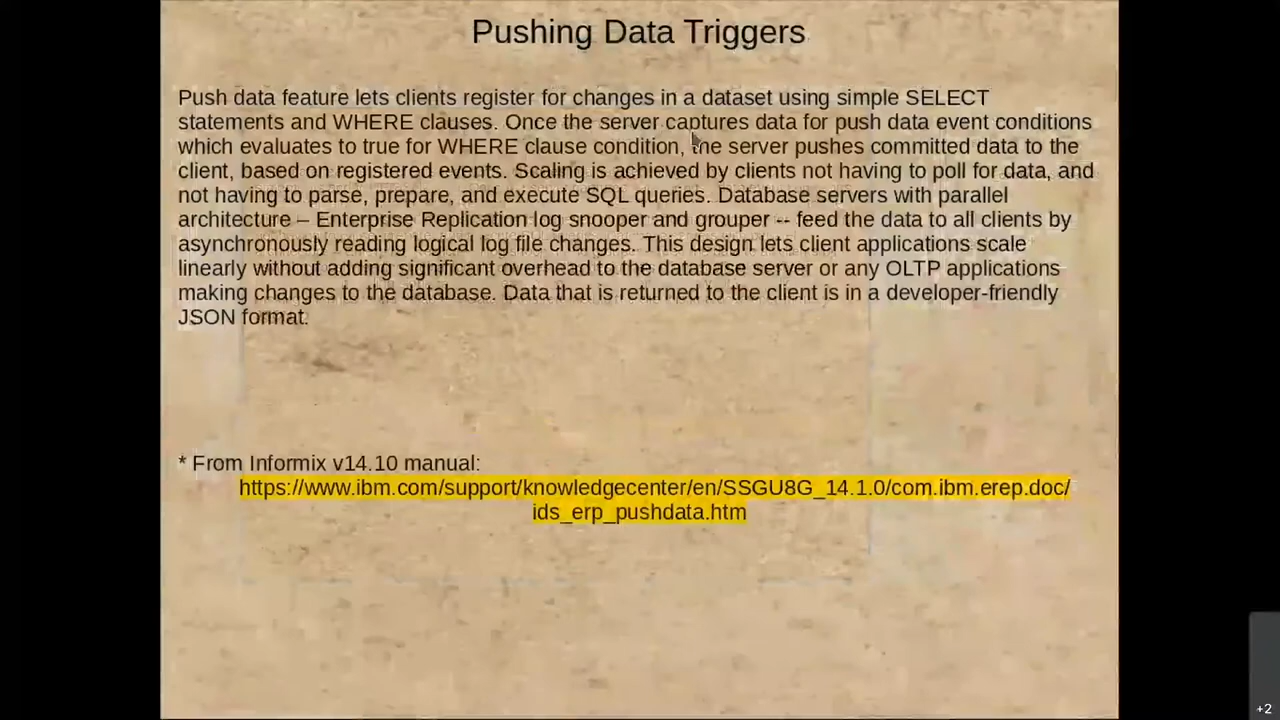 Pushing Data Triggers
Push data feature lets clients register for changes in a dataset using simple SELECT
statements and WHERE clauses. Once the server captures data for push data event conditions
which evaluates to true for WHERE clause condition, the server pushes committed data to the
client, based on registered events. Scaling is achieved by clients not having to poll for data, and
not having to parse, prepare, and execute SQL queries. Database servers with parallel
architecture – Enterprise Replication log snooper and grouper -- feed the data to all clients by
asynchronously reading logical log file changes. This design lets client applications scale
linearly without adding significant overhead to the database server or any OLTP applications
making changes to the database. Data that is returned to the client is in a developer-friendly
JSON format.
* From Informix v14.10 manual:
https://www.ibm.com/support/knowledgecenter/en/SSGU8G_14.1.0/com.ibm.erep.doc/
ids_erp_pushdata.htm
+2